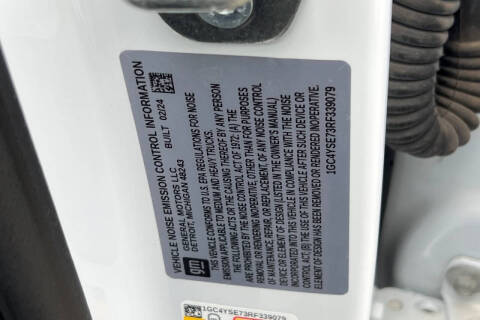 VEHICLE NOISE EMISSION CONTROL INFORMATION
GENERAL MOTORS LLC BUILT 02/24
DETROIT, MICHIGAN 48243
gm
THIS VEHICLE CONFORMS TO U.S. EPA REGULATIONS FOR NOISE
EMISSION APPLICABLE TO MEDIUM AND HEAVY TRUCKS.
THE FOLLOWING ACTS OR THE CAUSING THEREOF BY ANY PERSON
ARE PROHIBITED BY THE NOISE CONTROL ACT OF 1972: (A) THE
REMOVAL OR RENDERING INOPERATIVE, OTHER THAN FOR PURPOSES
OF MAINTENANCE, REPAIR, OR REPLACEMENT, OF ANY NOISE CONTROL
DEVICE OR ELEMENT OF DESIGN (LISTED IN THE OWNER'S MANUAL)
INCORPORATED INTO THIS VEHICLE IN COMPLIANCE WITH THE NOISE
CONTROL ACT, (B) THE USE OF THIS VEHICLE AFTER SUCH DEVICE OR
ELEMENT OF DESIGN HAS BEEN REMOVED OR RENDERED INOPERATIVE.
1GC4YSE73RF339079
1GC4YSE73RF339079